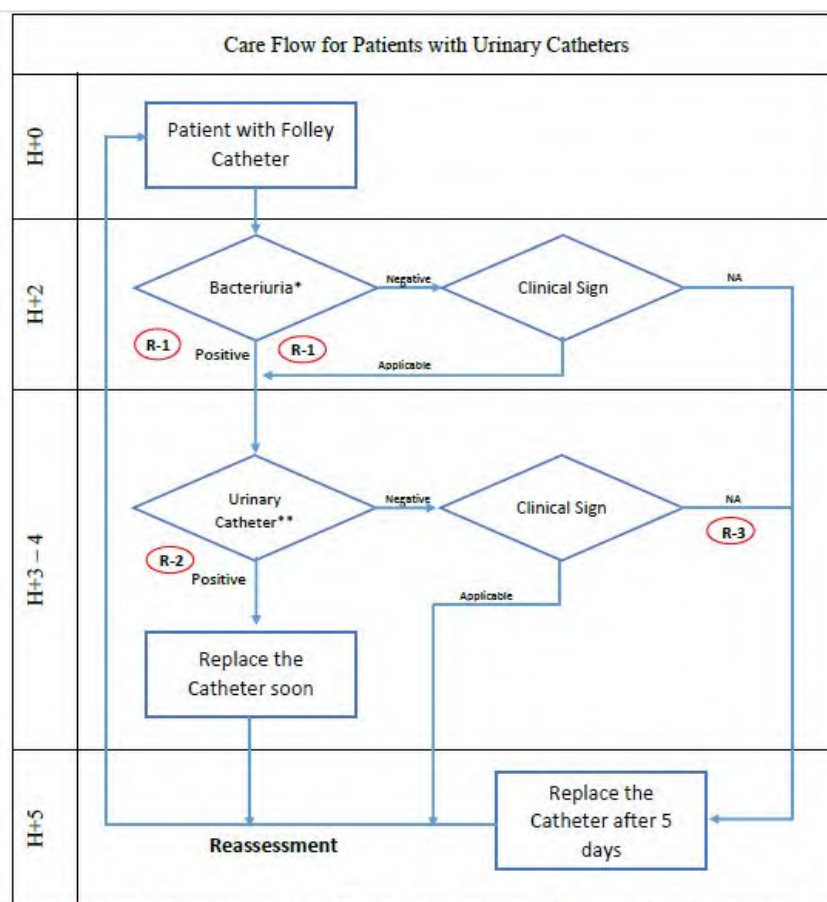 Care Flow for Patients with Urinary Catheters
H+0
Patient with Folley
Catheter
H+2
Bacteriuria*
Negative
Clinical Sign
NA
R-1
Positive
R-1
Applicable
H+3 – 4
Urinary
Catheter**
Negative
Clinical Sign
NA
R-3
R-2
Positive
Applicable
Replace the
Catheter soon
H+5
Replace the
Catheter after 5
days
Reassessment